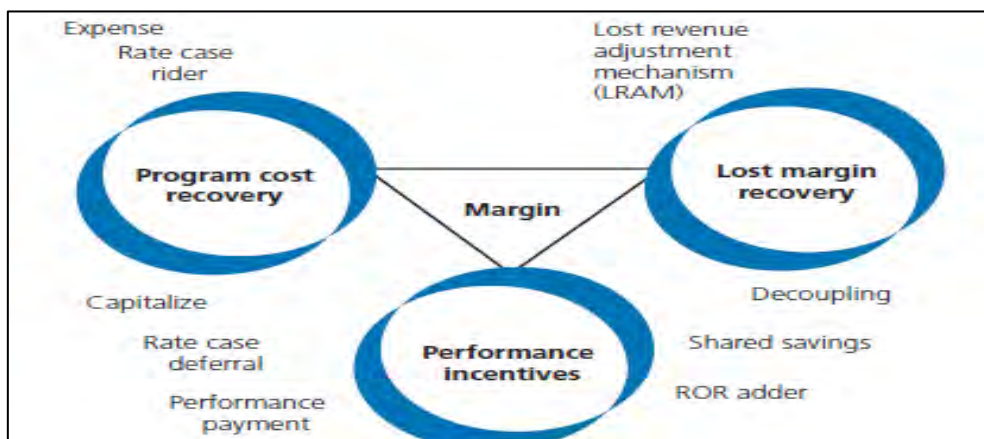 Expense
Rate case
rider
Lost revenue
adjustment
mechanism
(LRAM)
Program cost
recovery
Margin
Lost margin
recovery
Capitalize
Rate case
deferral
Performance
payment
Performance
incentives
Decoupling
Shared savings
ROR adder